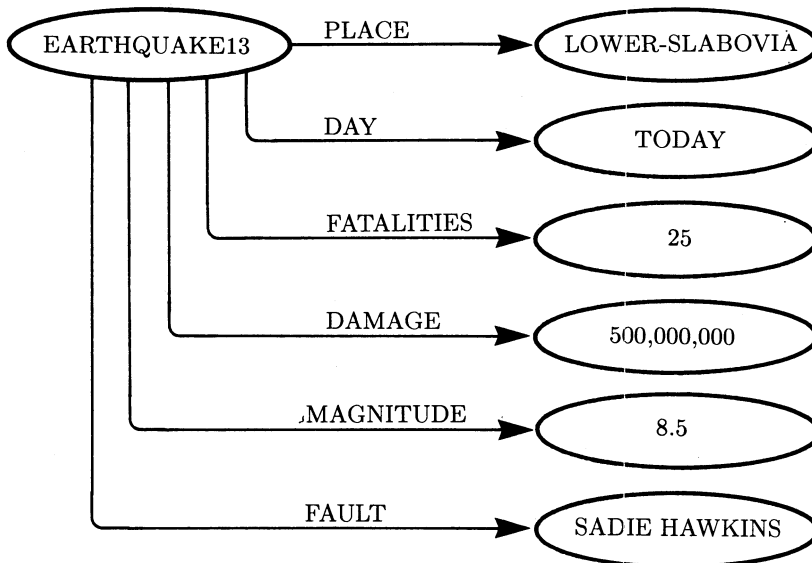 EARTHQUAKE13
PLACE
LOWER-SLABOVIA
DAY
TODAY
FATALITIES
25
DAMAGE
500,000,000
MAGNITUDE
8.5
FAULT
SADIE HAWKINS